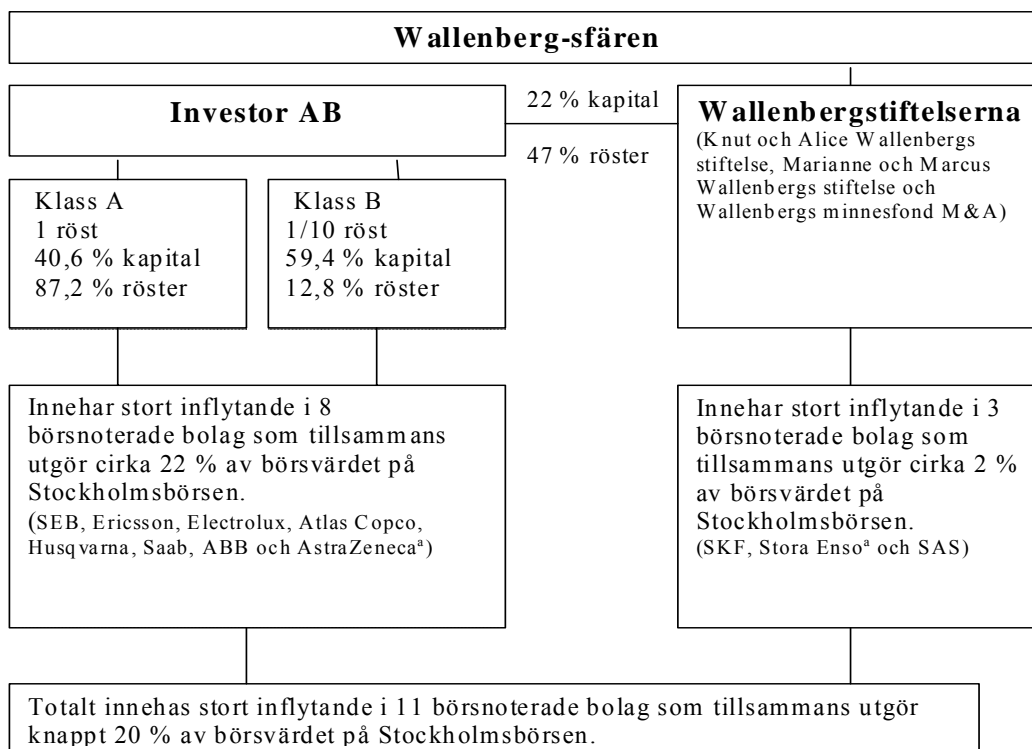 Wallenberg-sfären
Investor AB
22 % kapital
47 % röster
Wallenbergstiftelserna
(Knut och Alice Wallenbergs
stiftelse, Marianne och Marcus
Wallenbergs stiftelse och
Wallenbergs minnesfond M&A)
Klass A
1 röst
40,6 % kapital
87,2 % röster
Klass B
1/10 röst
59,4 % kapital
12,8 % röster
Innehar stort inflytande i 8
börsnoterade bolag som tillsammans
utgör cirka 22 % av börsvärdet på
Stockholmsbörsen.
(SEB, Ericsson, Electrolux, Atlas Copco,
Husqvarna, Saab, ABB och AstraZenecaª)
Innehar stort inflytande i 3
börsnoterade bolag som
tillsammans utgör cirka 2 %
av börsvärdet på
Stockholmsbörsen.
(SKF, Stora Ensoª och SAS)
Totalt innehas stort inflytande i 11 börsnoterade bolag som tillsammans utgör
knappt 20 % av börsvärdet på Stockholmsbörsen.